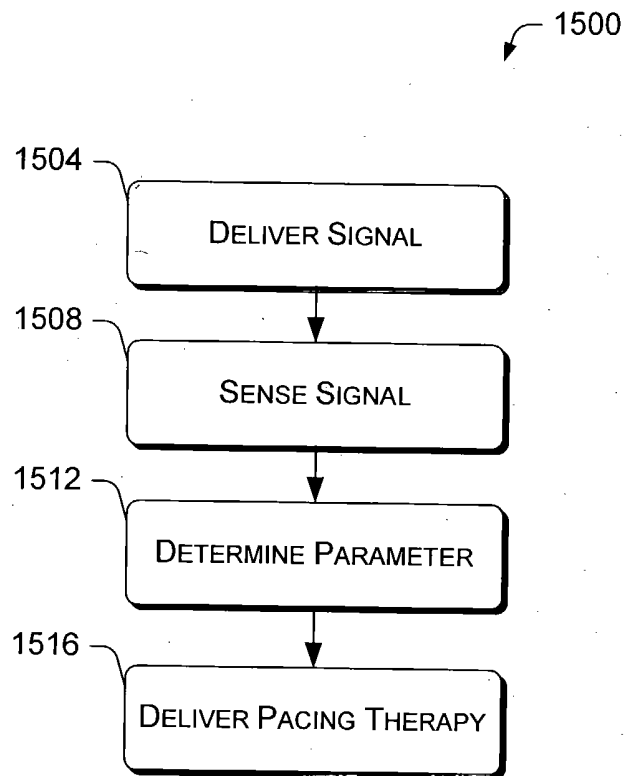 1500
1504
DELIVER SIGNAL
1508
SENSE SIGNAL
1512
DETERMINE PARAMETER
1516
DELIVER PACING THERAPY